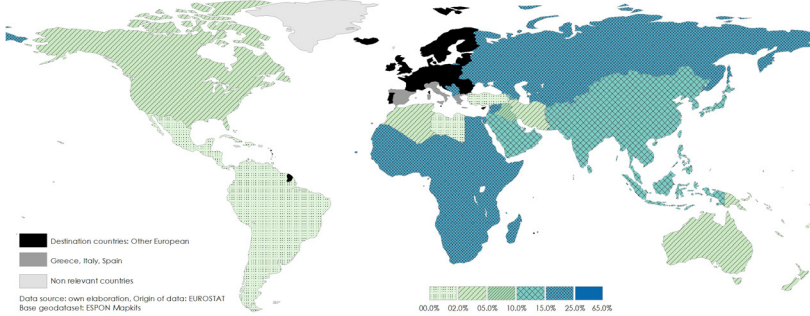 Destination countries: Other European
Greece, Italy, Spain
Non relevant countries
Data source: own elaboration, Origin of data: EUROSTAT
Base geodataset: ESPON Mapkits
00.0% 02.0% 05.0% 10.0% 15.0% 25.0% 65.0%